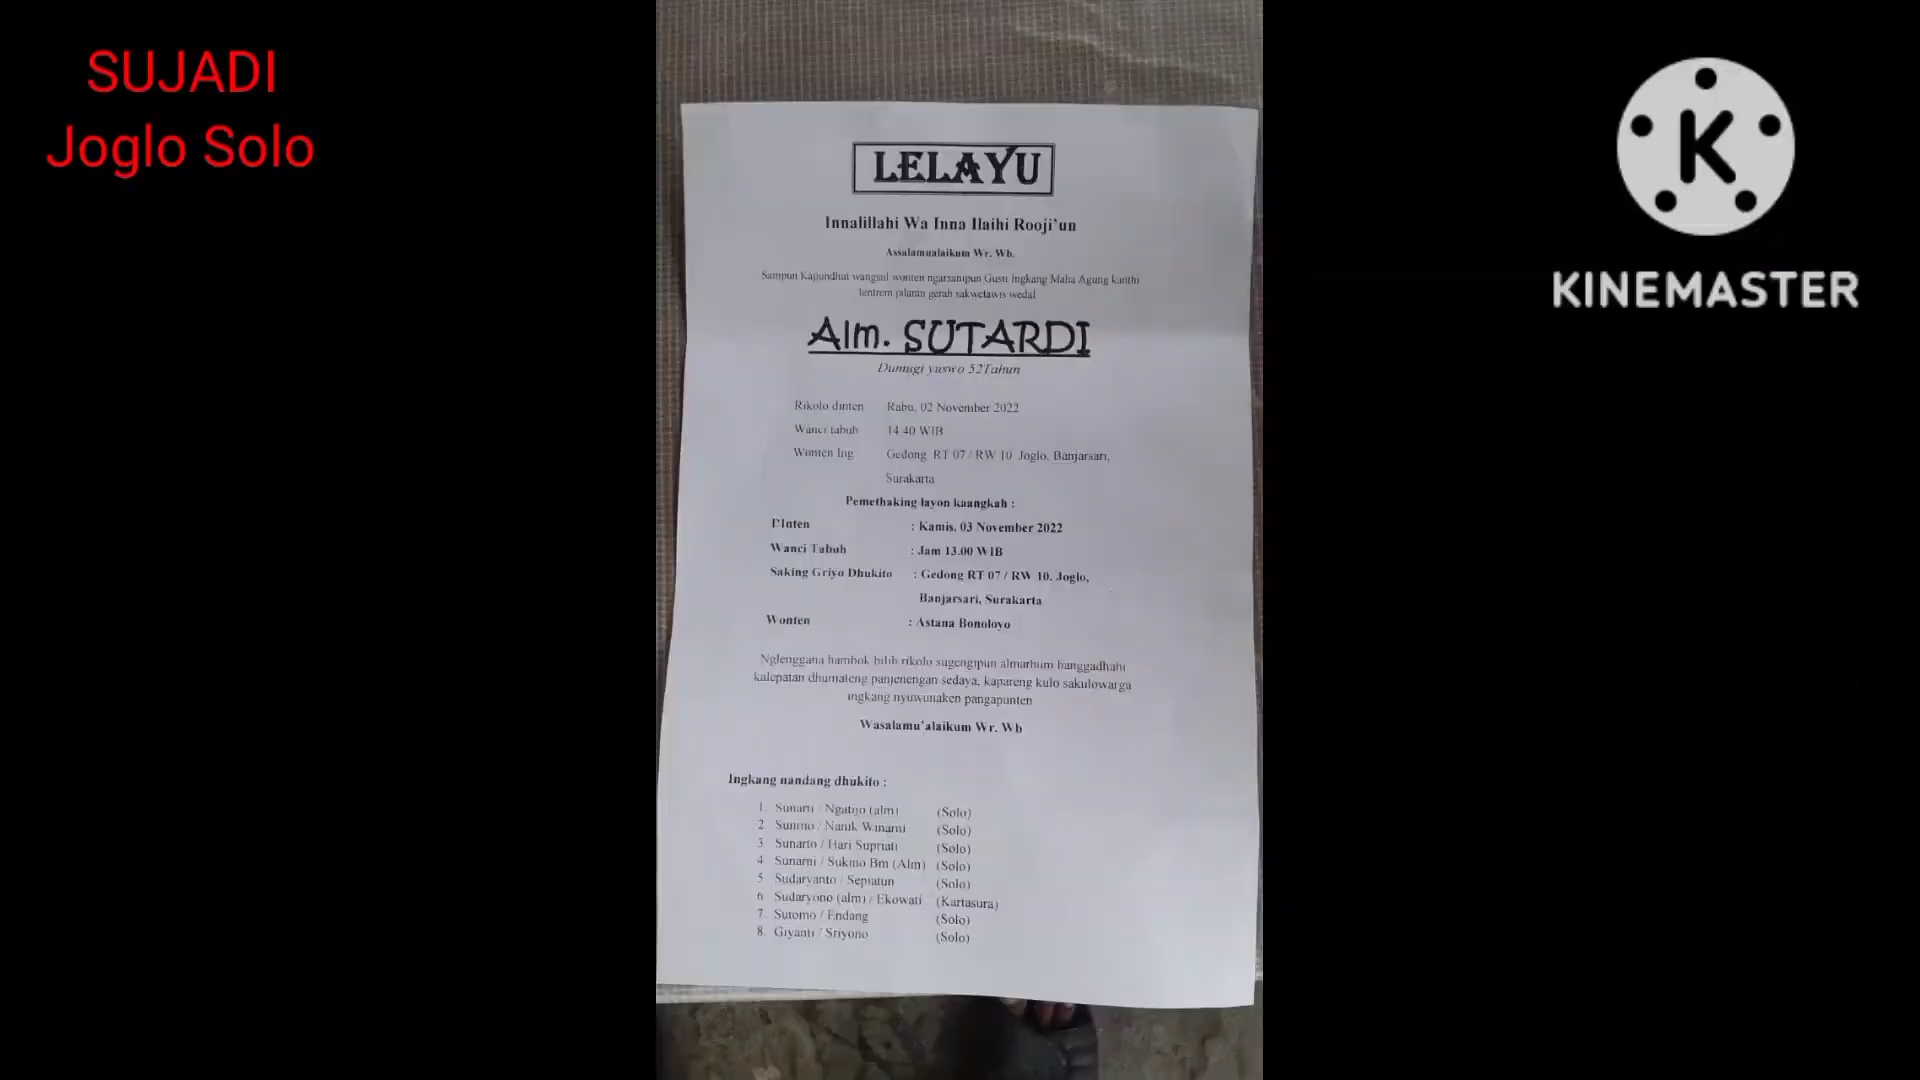 SUJADI
Joglo Solo
K
KINEMASTER
LELAYU
Innalillahi Wa Inna Ilaihi Rooji'un
Assalamualaikum Wr. Wb.
Sampun Kapundhut wangsul wonten ngarsanipun Gusti Ingkang Maha Agung kanthi
tentrem jalaran gerah sakwetawis wedal
Alm. SUTARDI
Dumugi yuswo 52Tahun
Rikolo dinten Rabu, 02 November 2022
Wanci tabuh 14.40 WIB
Wonten Ing Gedong RT 07 / RW 10 Joglo, Banjarsari,
Surakarta
Pemethaking layon kaangkah :
DInten : Kamis, 03 November 2022
Wanci Tabuh : Jam 13.00 WIB
Saking Griyo Dhukito : Gedong RT 07 / RW 10. Joglo,
Banjarsari, Surakarta
Wonten : Astana Bonoloyo
Nglenggana hambok bilih rikolo sugengipun almarhum hanggadhahi
kalepatan dhumateng panjenengan sedaya, kapareng kulo sakulowarga
ingkang nyuwunaken pangapunten
Wasalamu'alaikum Wr. Wb
Ingkang nandang dhukito :
1. Sunarti / Ngatijo (alm) (Solo)
2 / Nanik Winarni (Solo)
3 Sunarto / Hari Supriati (Solo)
4 Sunarni / Sukino Bm (Alm) (Solo)
5 Sudaryanto / Sepiatun (Solo)
6 Sudaryono (alm) / Ekowati (Kartasura)
7. Sutomo / Endang (Solo)
8. Giyanti / Sriyono (Solo)